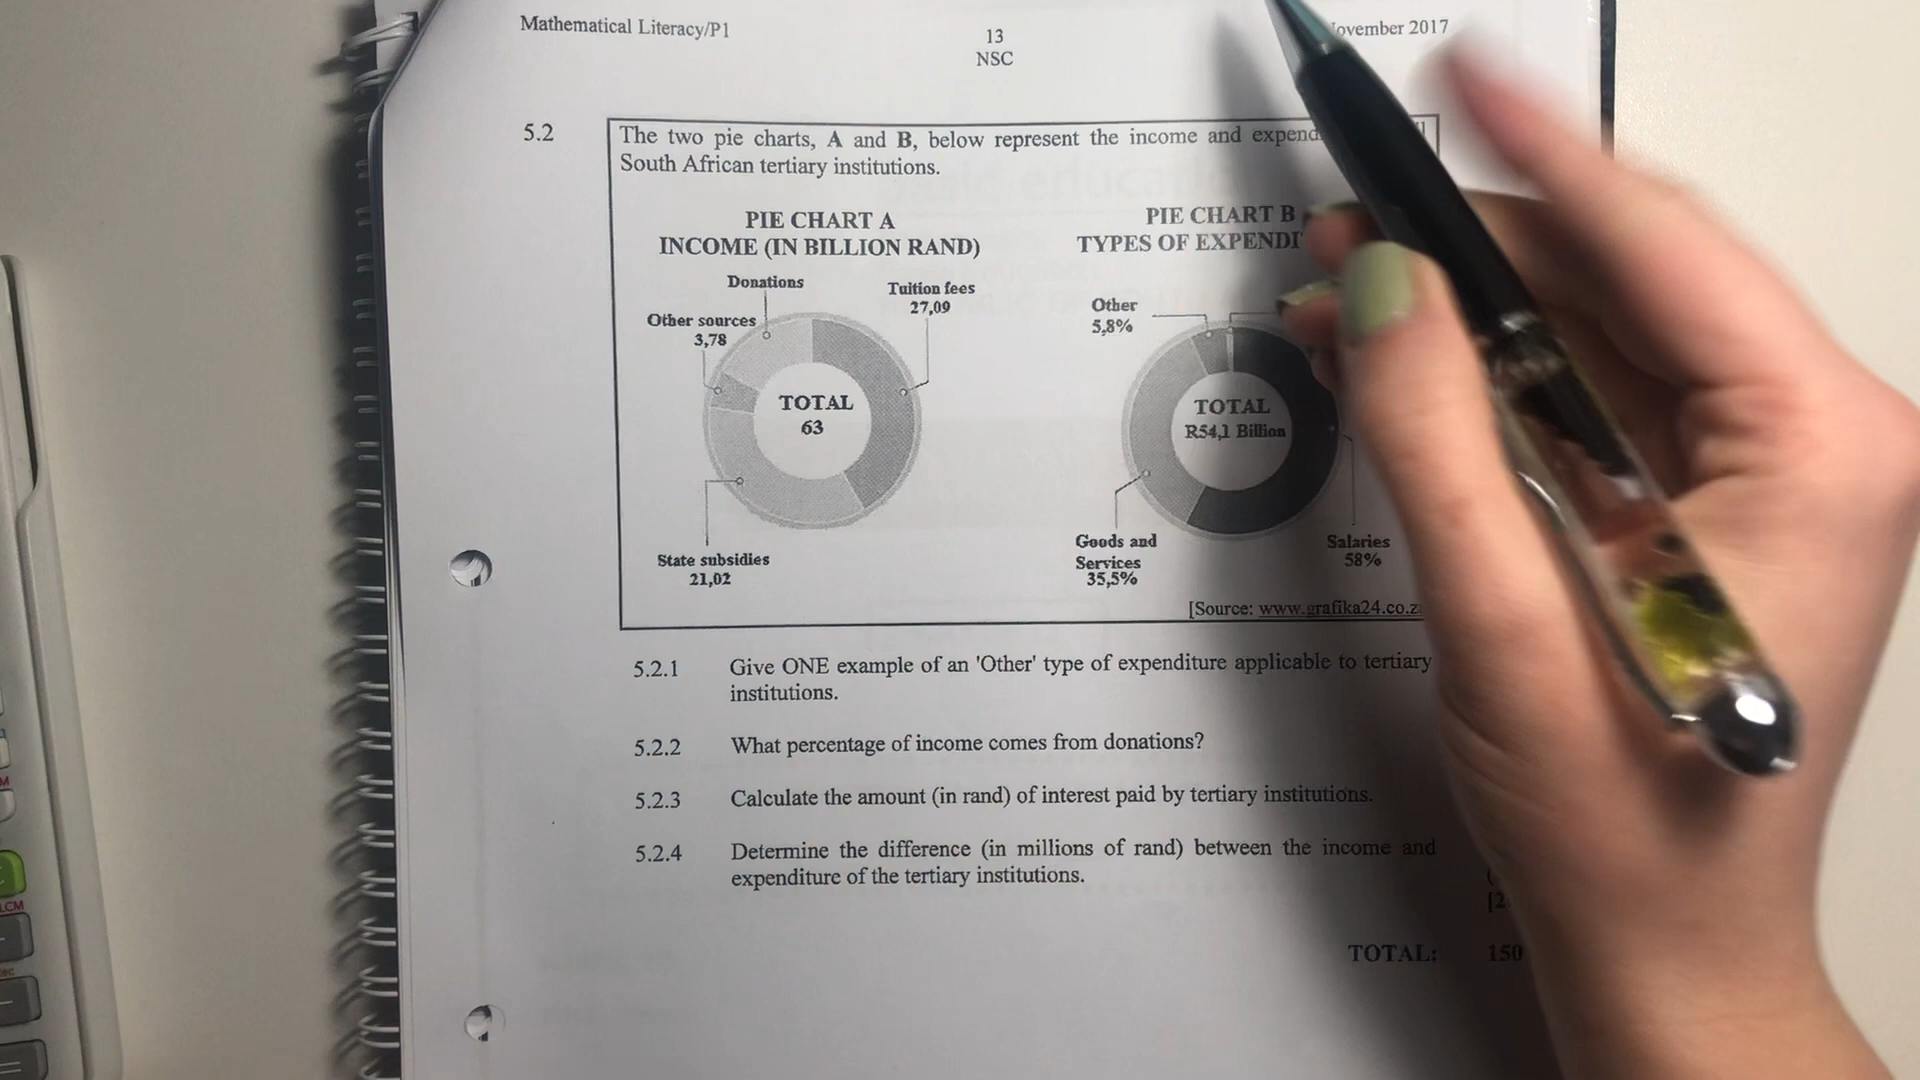 Mathematical Literacy/P1
13
NSC
ovember 2017
5.2
The two pie charts, A and B, below represent the income and expend
South African tertiary institutions.
PIE CHART A
INCOME (IN BILLION RAND)
Donations
Tuition fees
27,09
Other sources
3,78
TOTAL
63
State subsidies
21,02
PIE CHART B
TYPES OF EXPENDI
Other
5,8%
TOTAL
R54,1 Billion
Goods and
Services
35,5%
Salaries
58%
[Source: www.grafika24.co.z
5.2.1 Give ONE example of an 'Other' type of expenditure applicable to tertiary
institutions.
5.2.2 What percentage of income comes from donations?
5.2.3 Calculate the amount (in rand) of interest paid by tertiary institutions.
5.2.4 Determine the difference (in millions of rand) between the income and
expenditure of the tertiary institutions.
TOTAL: 150
LCM